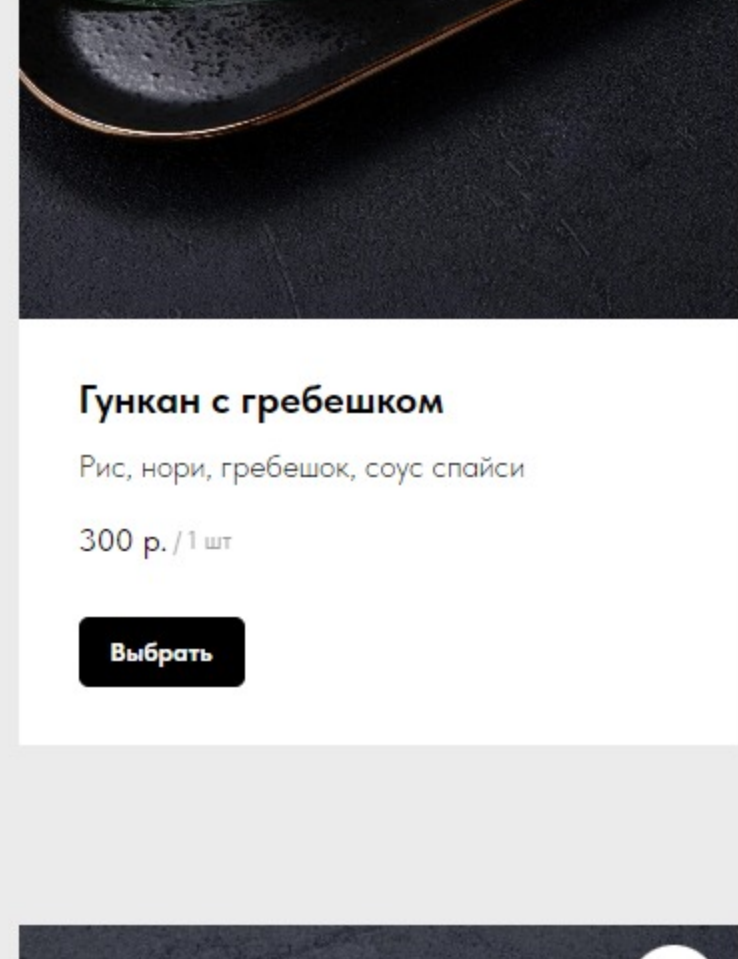 Гункан с гребешком
Рис, нори, гребешок, соус спайси
300 р. / 1 шт
Выбрать